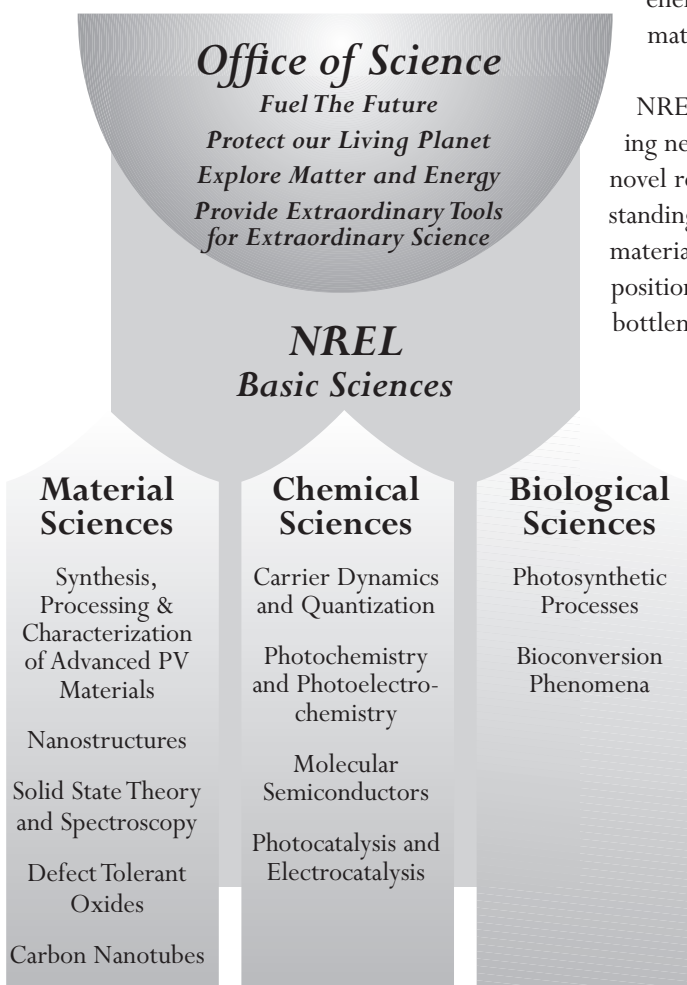 Office of Science
Fuel The Future
Protect our Living Planet
Explore Matter and Energy
Provide Extraordinary Tools
for Extraordinary Science
NREL
Basic Sciences
Material
Sciences
Synthesis,
Processing &
Characterization
of Advanced PV
Materials
Nanostructures
Solid State Theory
and Spectroscopy
Defect Tolerant
Oxides
Carbon Nanotubes
Chemical
Sciences
Carrier Dynamics
and Quantization
Photochemistry
and Photoelectro-
chemistry
Molecular
Semiconductors
Photocatalysis and
Electrocatalysis
Biological
Sciences
Photosynthetic
Processes
Bioconversion
Phenomena
mat
NRE
ing ne
novel re
standing
materia
position
bottlen